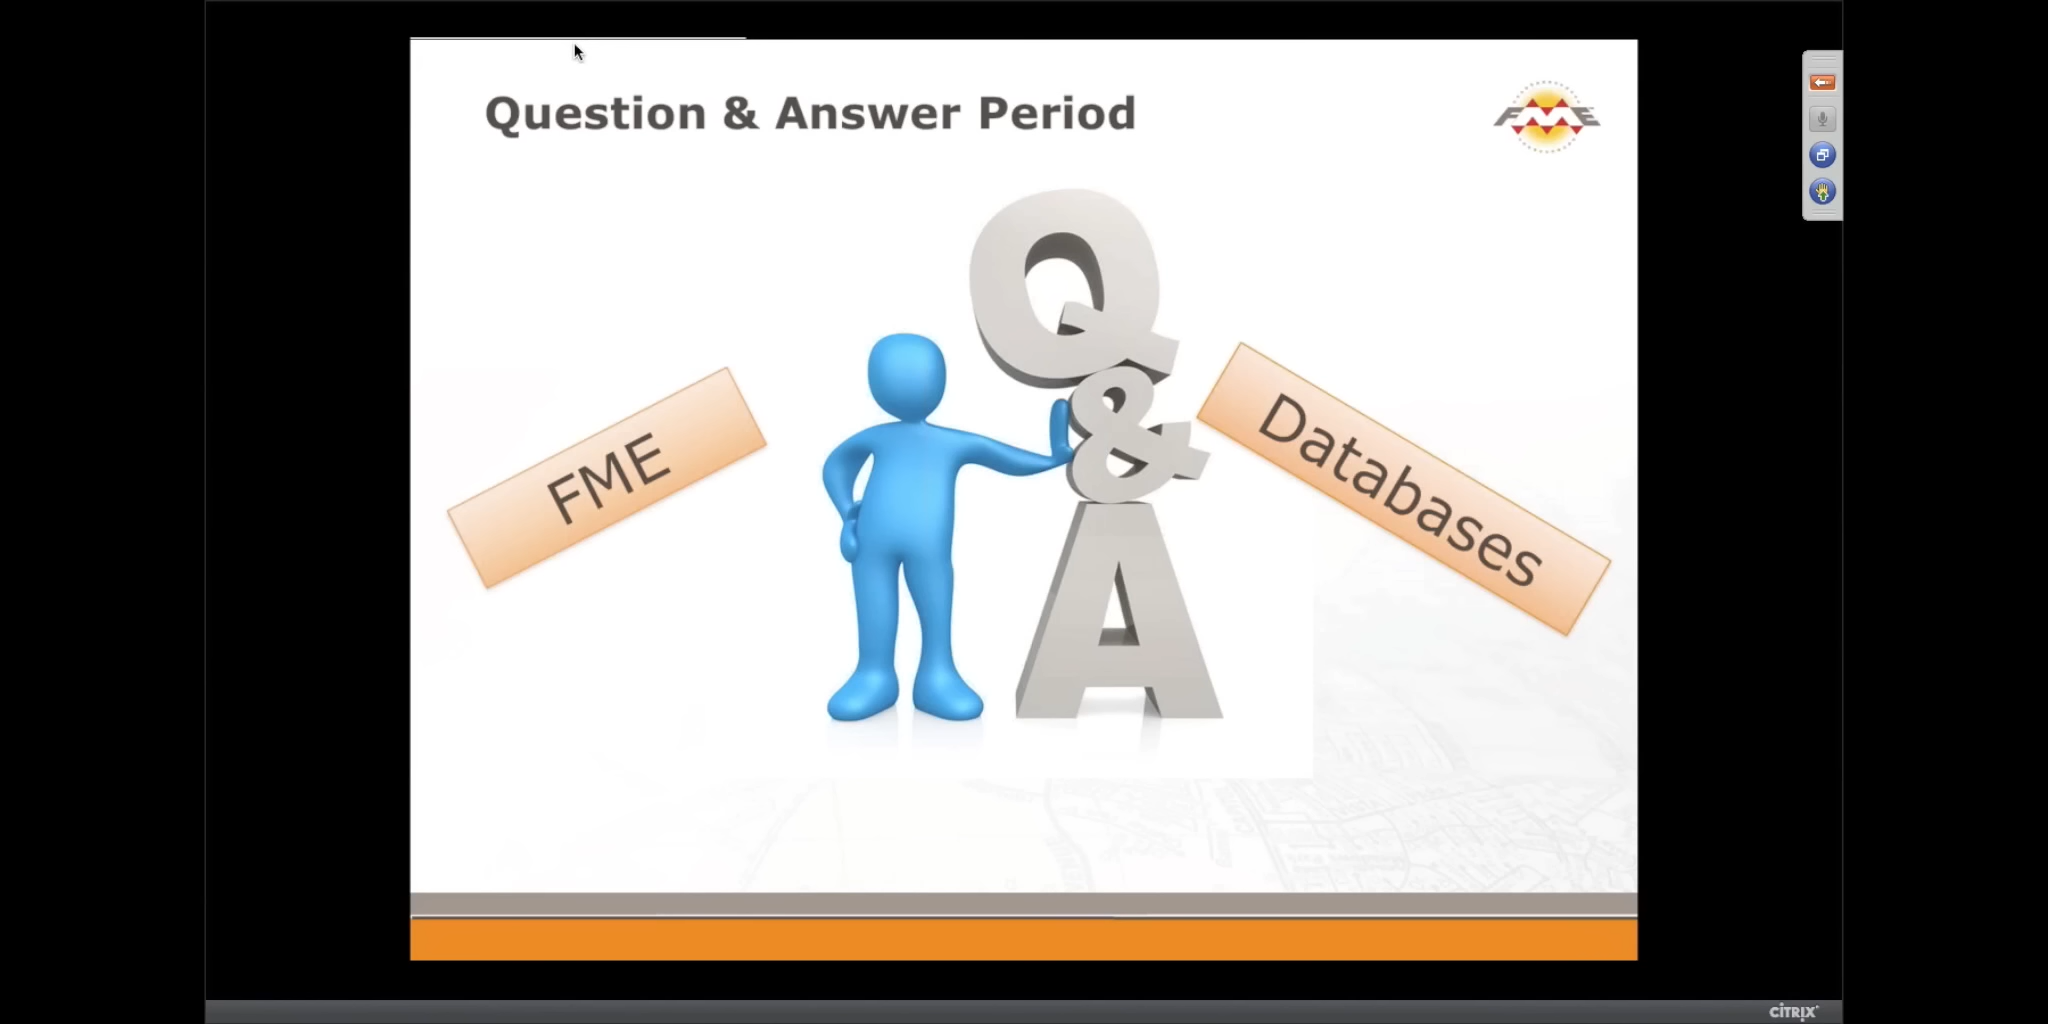 Question & Answer Period
FME
Q
&
A
FME
Databases
CITRIX